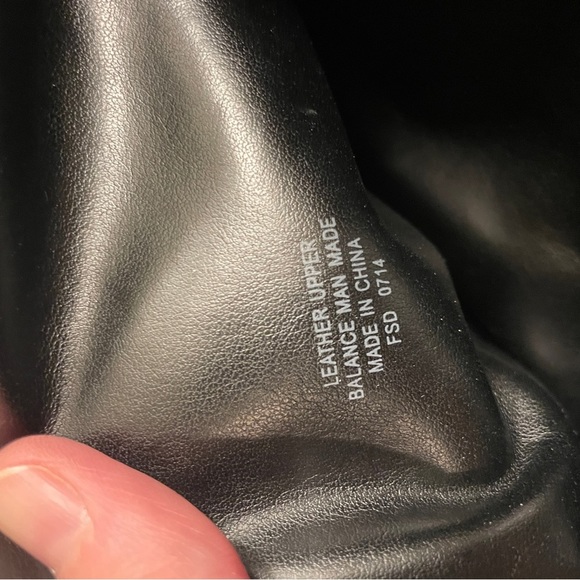 LEATHER UPPER
BALANCE MAN MADE
MADE IN CHINA
FSD 0714